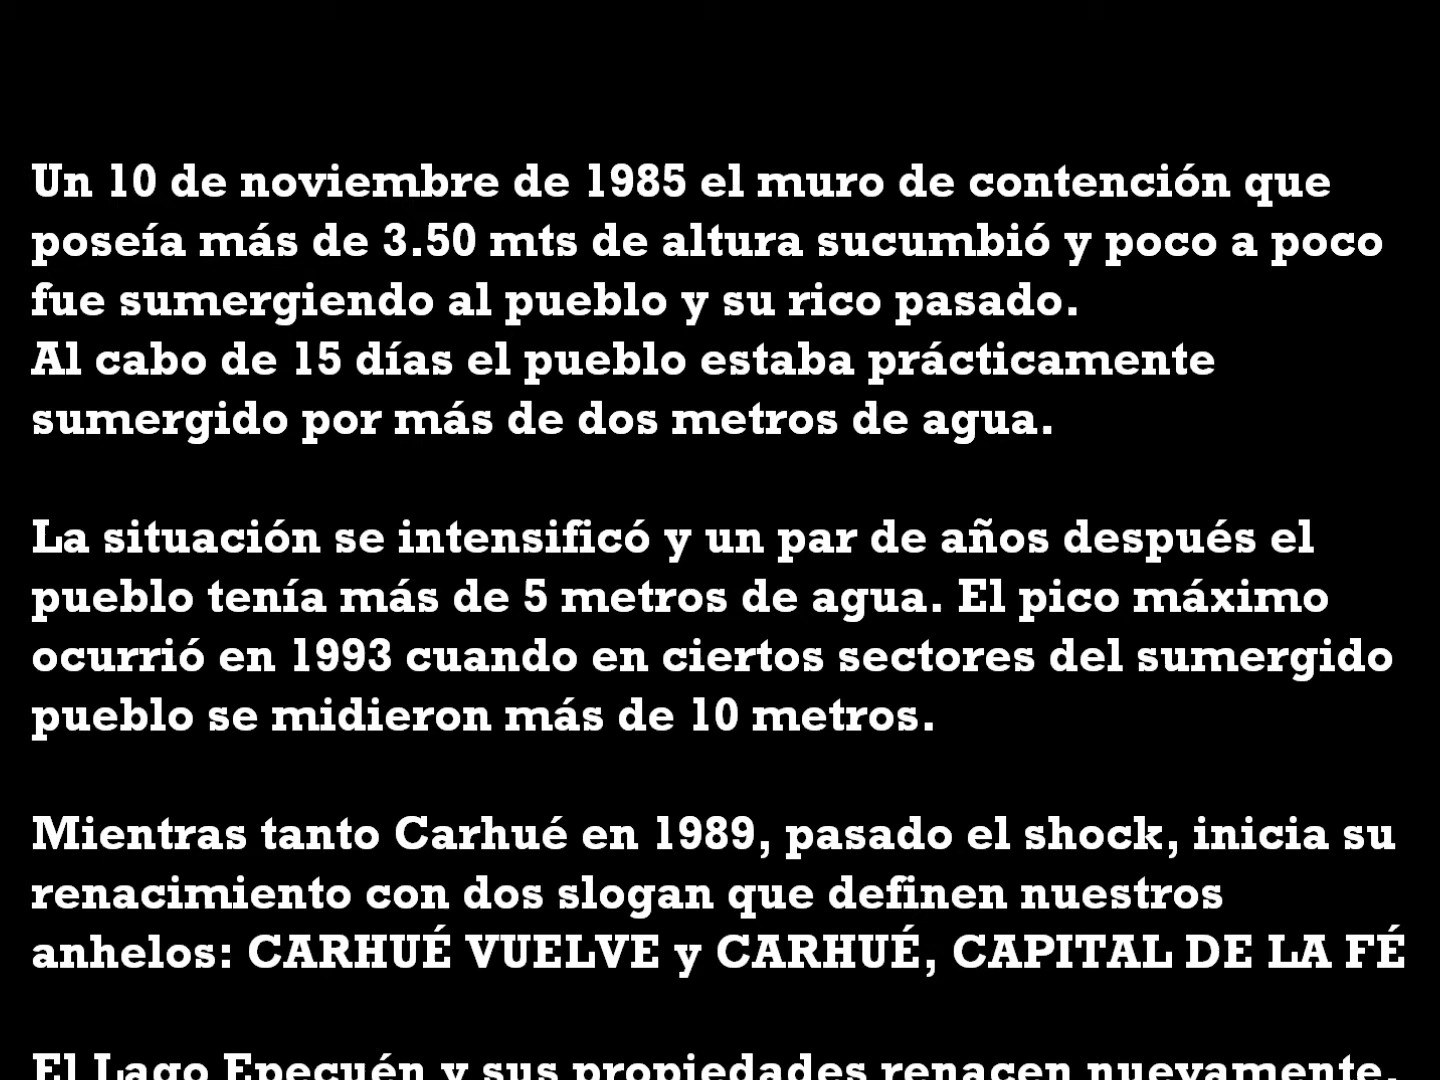 Un 10 de noviembre de 1985 el muro de contención que
poseía más de 3.50 mts de altura sucumbió y poco a poco
fue sumergiendo al pueblo y su rico pasado.
Al cabo de 15 días el pueblo estaba prácticamente
sumergido por más de dos metros de agua.
La situación se intensificó y un par de años después el
pueblo tenía más de 5 metros de agua. El pico máximo
ocurrió en 1993 cuando en ciertos sectores del sumergido
pueblo se midieron más de 10 metros.
Mientras tanto Carhué en 1989, pasado el shock, inicia su
renacimiento con dos slogan que definen nuestros
anhelos: CARHUÉ VUELVE y CARHUÉ, CAPITAL DE LA FÉ
El Lago Epecuén y sus propiedades renacen nuevamente.